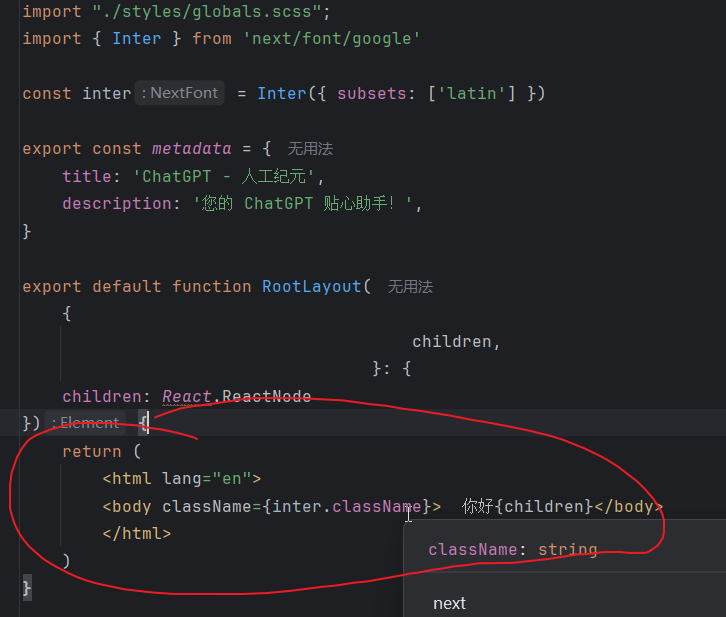 import "./styles/globals.scss";
import { Inter } from 'next/font/google'
const inter : NextFont = Inter({ subsets: ['latin'] })
export const metadata = { 无用法
title: 'ChatGPT - 人工纪元',
description: '您的 ChatGPT 贴心助手! ',
}
export default function RootLayout( 无用法
{
children,
}: {
children: React.ReactNode
}) : Element {
return (
<html lang="en">
<body className={inter.className}> 你好{children}</body>
</html>
)
}
className: string
next